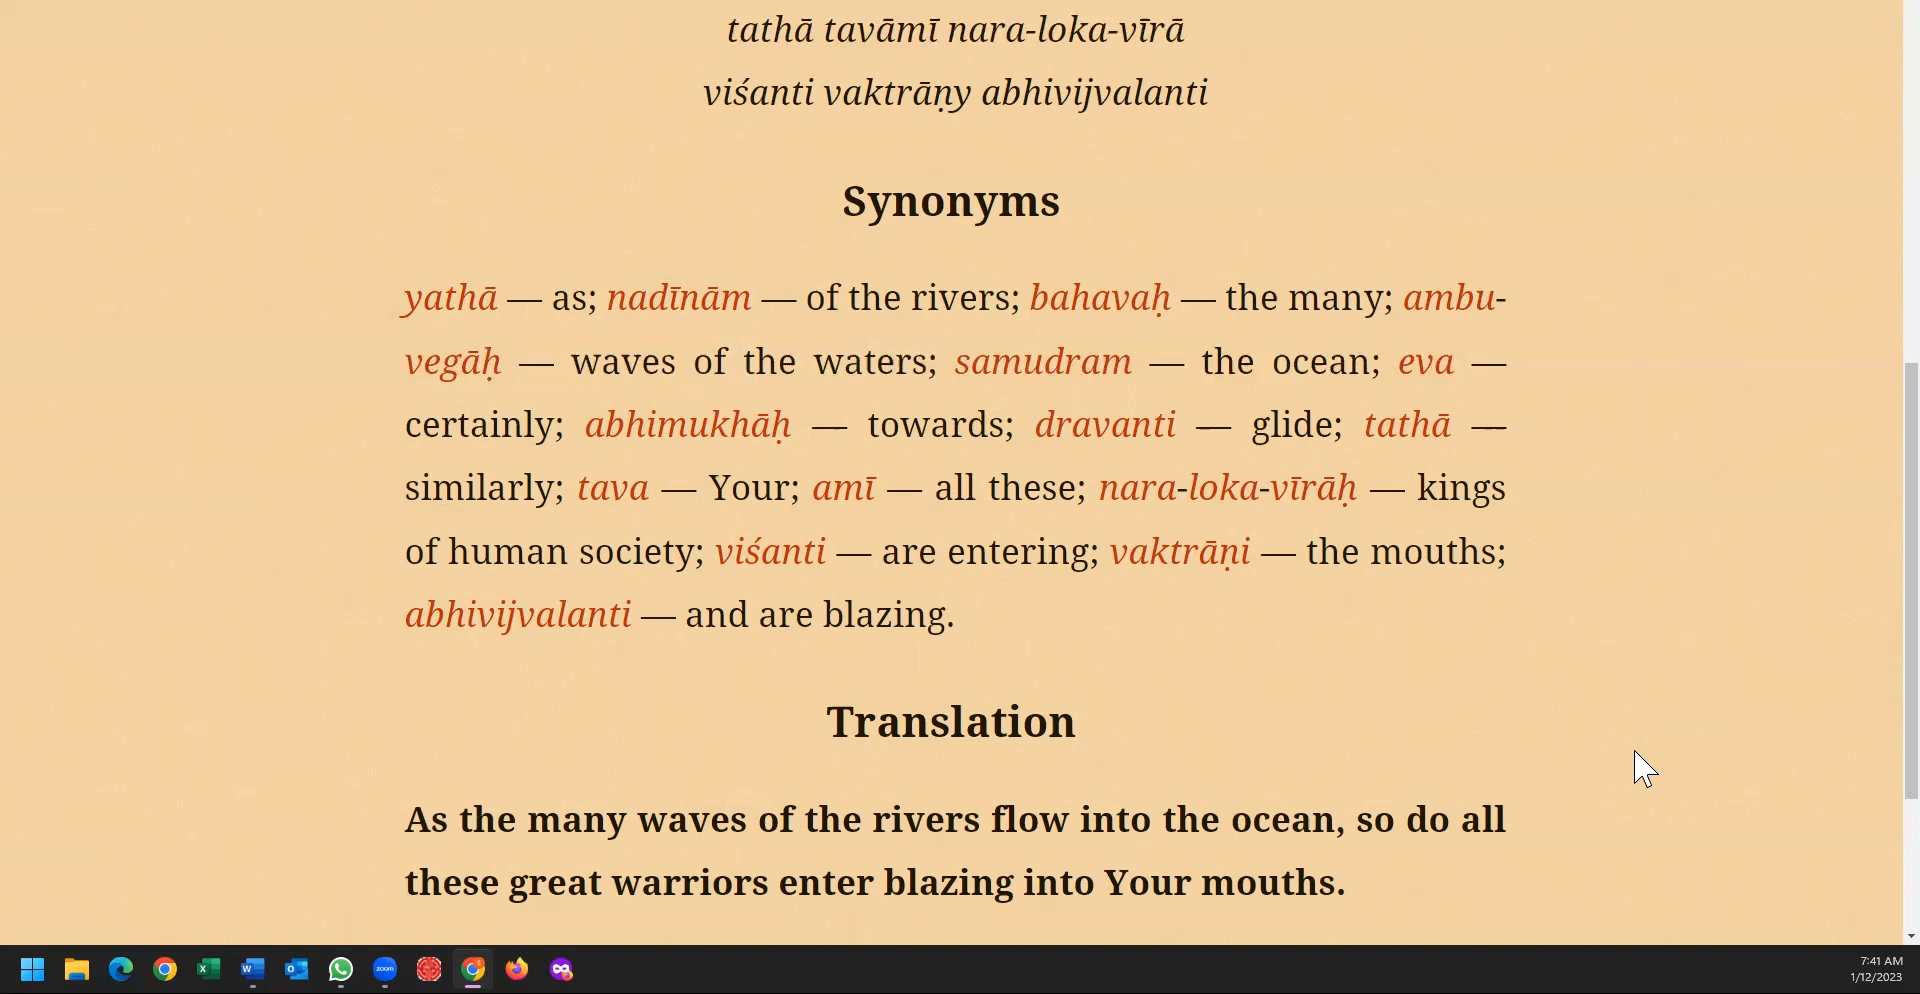 tathā tavāmī nara-loka-vīrā
viśanti vaktrāṇy abhivijvalanti
Synonyms
yathā — as; nadīnām — of the rivers; bahavaḥ — the many; ambu-
vegāḥ — waves of the waters; samudram — the ocean; eva —
certainly; abhimukhāḥ — towards; dravanti — glide; tathā —
similarly; tava — Your; amī — all these; nara-loka-vīrāḥ — kings
of human society; viśanti — are entering; vaktrāṇi — the mouths;
abhivijvalanti — and are blazing.
Translation
As the many waves of the rivers flow into the ocean, so do all
these great warriors enter blazing into Your mouths.
zoom
7:41 AM
1/12/2023